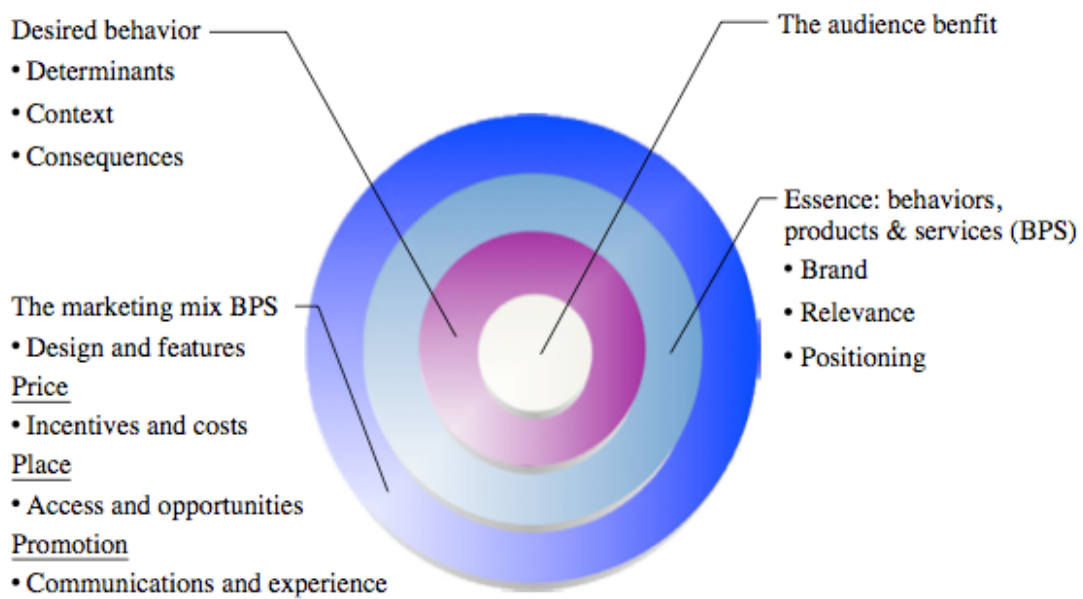 Desired behavior
• Determinants
• Context
• Consequences
The audience benfit
Essence: behaviors,
products & services (BPS)
• Brand
• Relevance
• Positioning
The marketing mix BPS
• Design and features
Price
• Incentives and costs
Place
• Access and opportunities
Promotion
• Communications and experience